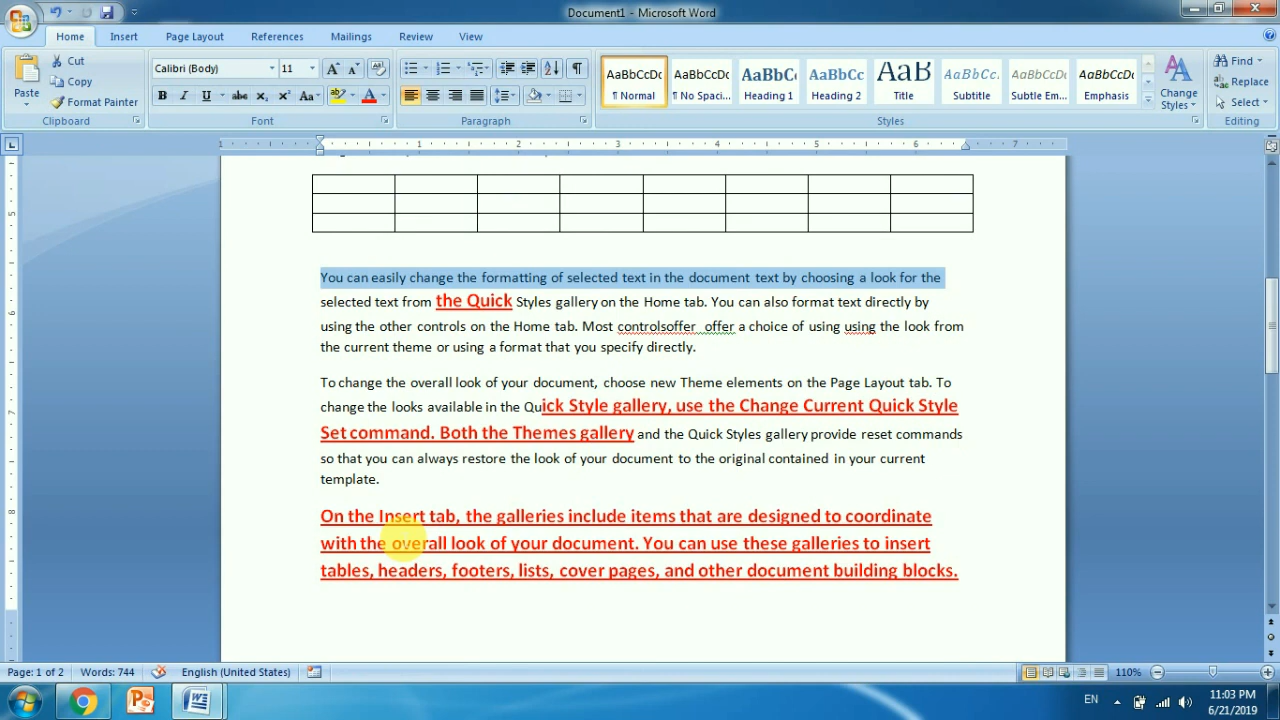 Document1 - Microsoft Word
Home Insert Page Layout References Mailings Review View
Paste
Cut
Copy
Format Painter
Clipboard
Calibri (Body) 11
Font
Paragraph
AaBbCcDc AaBbCcDc AaBbCc AaBbCc AaB AaBbCc. AaBbCcDc AaBbCcDc
¶ Normal ¶ No Spaci... Heading 1 Heading 2 Title Subtitle Subtle Em... Emphasis
Change Styles
Styles
Find
Replace
Select
Editing
1 1 2 3 4 5 6 7
You can easily change the formatting of selected text in the document text by choosing a look for the
selected text from the Quick Styles gallery on the Home tab. You can also format text directly by
using the other controls on the Home tab. Most controlsoffer offer a choice of using using the look from
the current theme or using a format that you specify directly.
To change the overall look of your document, choose new Theme elements on the Page Layout tab. To
change the looks available in the Quick Style gallery, use the Change Current Quick Style
Set command. Both the Themes gallery and the Quick Styles gallery provide reset commands
so that you can always restore the look of your document to the original contained in your current
template.
On the Insert tab, the galleries include items that are designed to coordinate
with the overall look of your document. You can use these galleries to insert
tables, headers, footers, lists, cover pages, and other document building blocks.
5
6
7
8
Page: 1 of 2 Words: 744 English (United States) 110%
EN 11:03 PM
6/21/2019